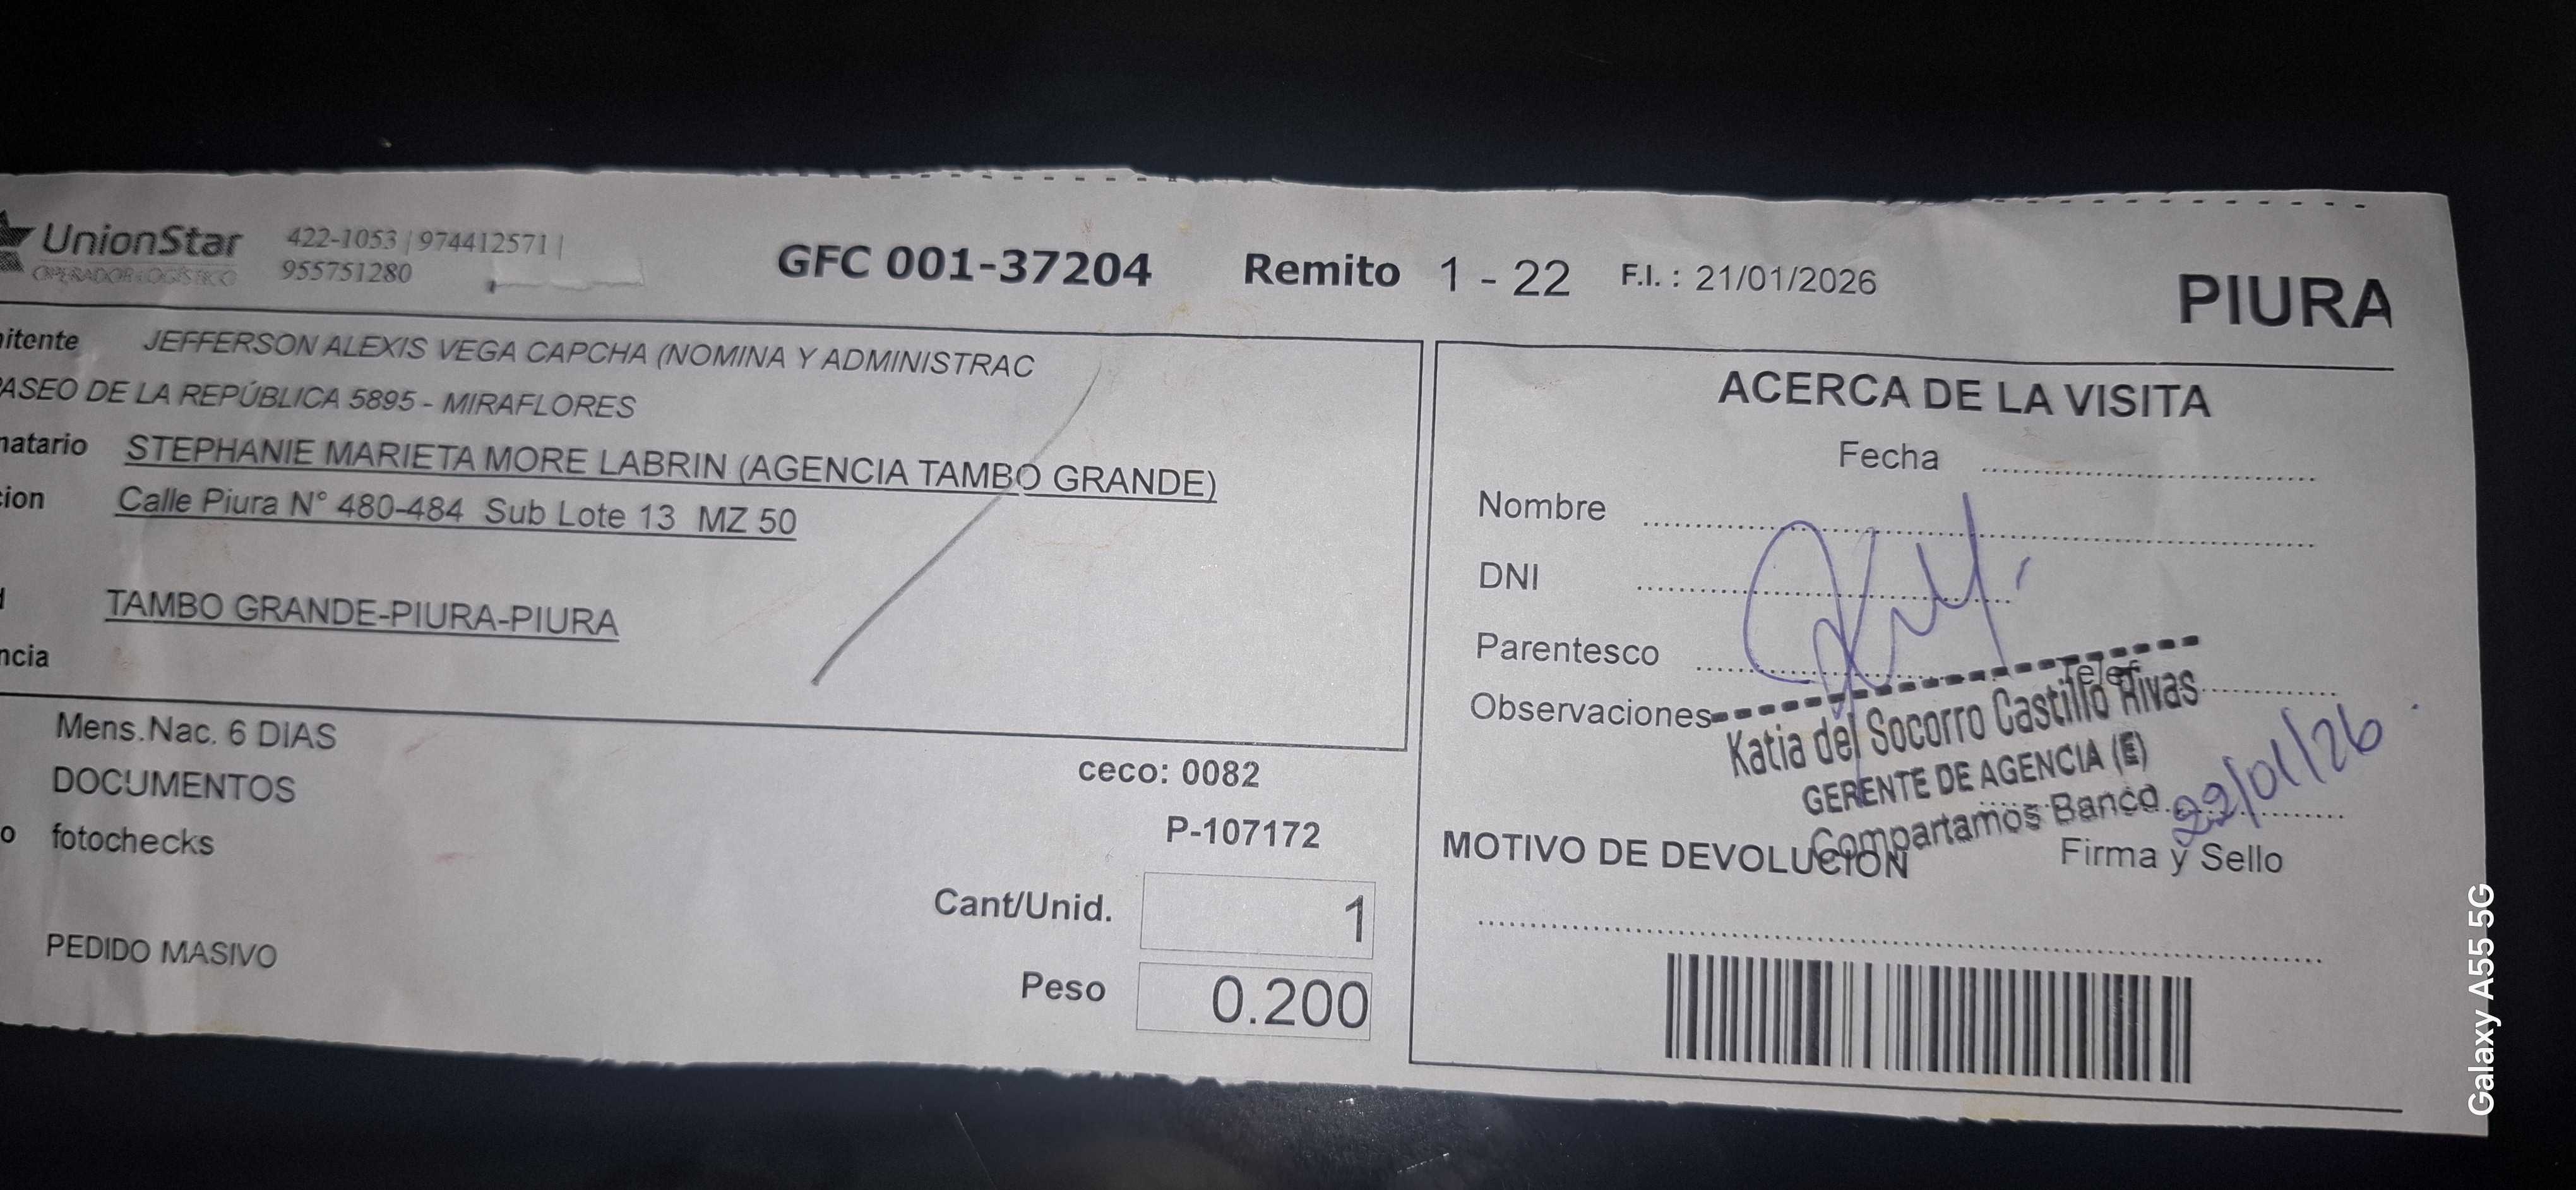 UnionStar
OPERADOR LOGÍSTICO
422-1053 | 974412571 |
955751280
GFC 001-37204 Remito 1 - 22 F.I. : 21/01/2026
PIURA
itente JEFFERSON ALEXIS VEGA CAPCHA (NOMINA Y ADMINISTRAC
ASEO DE LA REPÚBLICA 5895 - MIRAFLORES
natario STEPHANIE MARIETA MORE LABRIN (AGENCIA TAMBO GRANDE)
cion Calle Piura N° 480-484 Sub Lote 13 MZ 50
TAMBO GRANDE-PIURA-PIURA
ncia
Mens.Nac. 6 DIAS
DOCUMENTOS
o fotochecks
PEDIDO MASIVO
ceco: 0082
P-107172
Cant/Unid. 1
Peso 0.200
ACERCA DE LA VISITA
Fecha
Nombre
DNI
Parentesco
Telef
Observaciones
Katia del Socorro Castillo Rivas
GERENTE DE AGENCIA (E)
Compartamos Banco
22/01/26
MOTIVO DE DEVOLUCION
Firma y Sello
Galaxy A55 5G